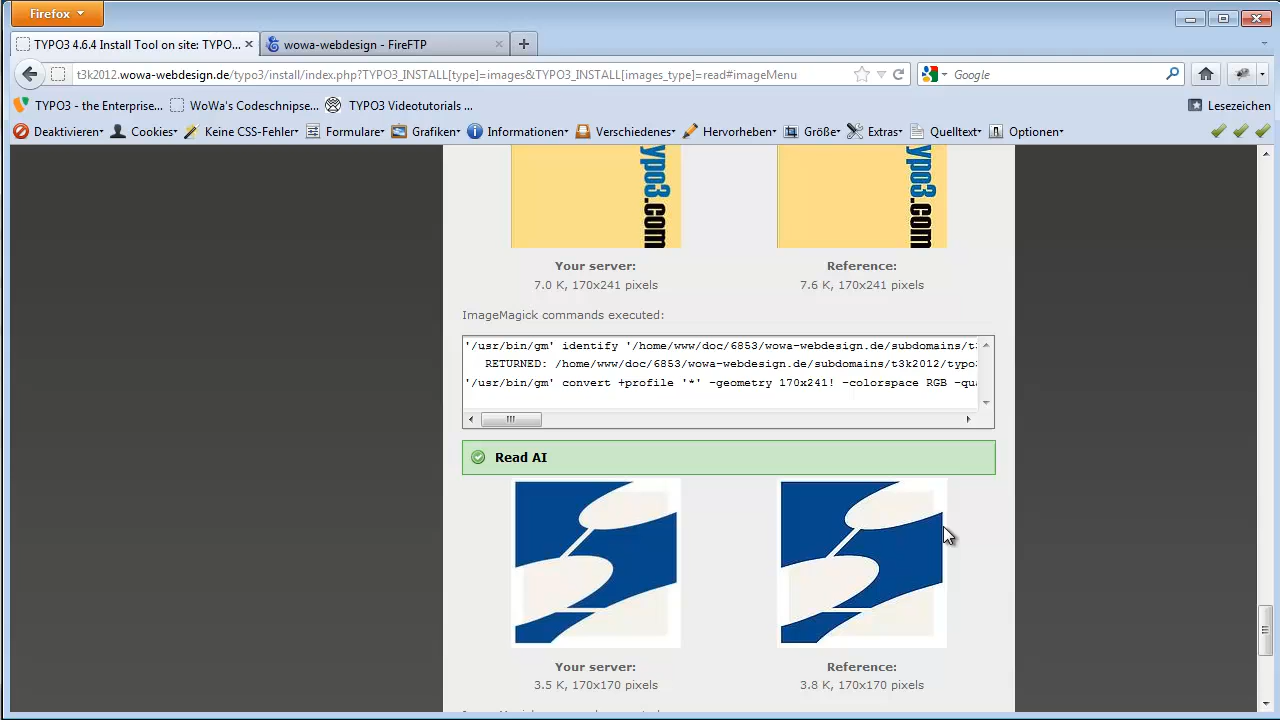 Firefox
TYPO3 4.6.4 Install Tool on site: TYPO...
wowa-webdesign - FireFTP
t3k2012.wowa-webdesign.de/typo3/install/index.php?TYPO3_INSTALL[type]=images&TYPO3_INSTALL[images_type]=read#imageMenu
Google
TYPO3 - the Enterprise...
WoWa's Codeschnipse...
TYPO3 Videotutorials ...
Lesezeichen
Deaktivieren
Cookies
Keine CSS-Fehler
Formulare
Grafiken
Informationen
Verschiedenes
Hervorheben
Größe
Extras
Quelltext
Optionen
typo3.com
typo3.com
Your server:
Reference:
7.0 K, 170x241 pixels
7.6 K, 170x241 pixels
ImageMagick commands executed:
'/usr/bin/gm' identify '/home/www/doc/6853/wowa-webdesign.de/subdomains/t3
RETURNED: /home/www/doc/6853/wowa-webdesign.de/subdomains/t3k2012/typo
'/usr/bin/gm' convert +profile '*' -geometry 170x241! -colorspace RGB -qua
Read AI
Your server:
Reference:
3.5 K, 170x170 pixels
3.8 K, 170x170 pixels